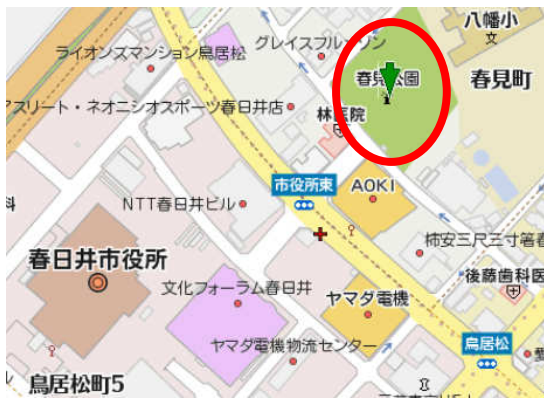 八幡小
文
グレイスフル
ライオンズマンション鳥居松
春見公園
春見町
アスリート・ネオニシオスポーツ春日井店
林医院
市役所東
AOKI
NTT春日井ビル
春日井市役所
文化フォーラム春日井
柿安三尺三寸箸
後藤歯科医
ヤマダ電機
ヤマダ電機物流センター
鳥居松
鳥居松町5